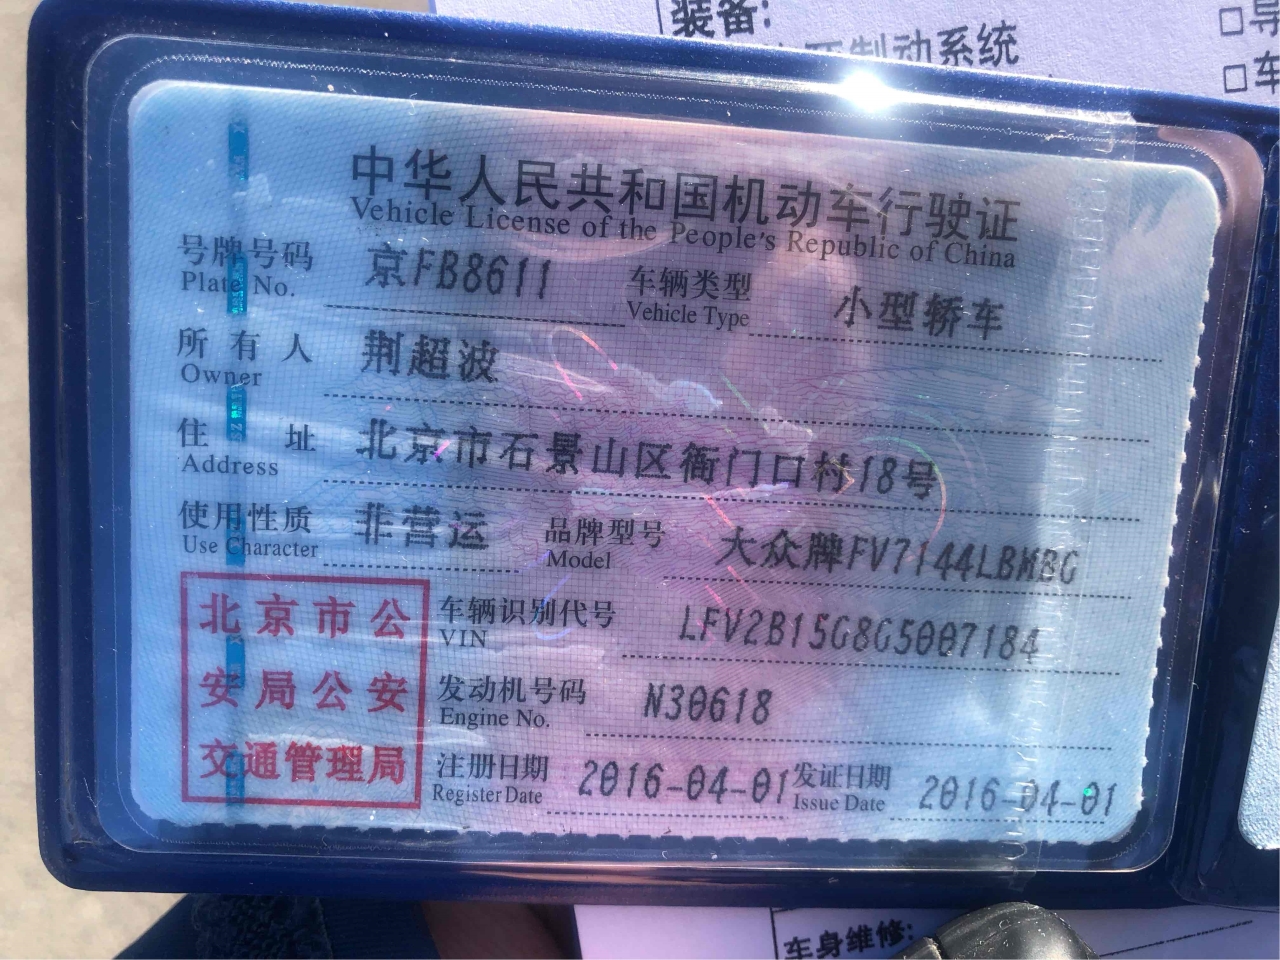 装备:
制动系统
中华人民共和国机动车行驶证
Vehicle License of the People's Republic of China
号牌号码 京FB8611 车辆类型 小型轿车
Plate No. Vehicle Type
所有人 荆超波
Owner
住址 北京市石景山区衙门口村18号
Address
使用性质 非营运 品牌型号 大众牌FV7144LBMBG
Use Character Model
北京市公
安局公安
交通管理局
车辆识别代号 LFV2B15G8G5007184
VIN
发动机号码 N30618
Engine No.
注册日期 2016-04-01 发证日期 2016-04-01
Register Date Issue Date
车身维修: